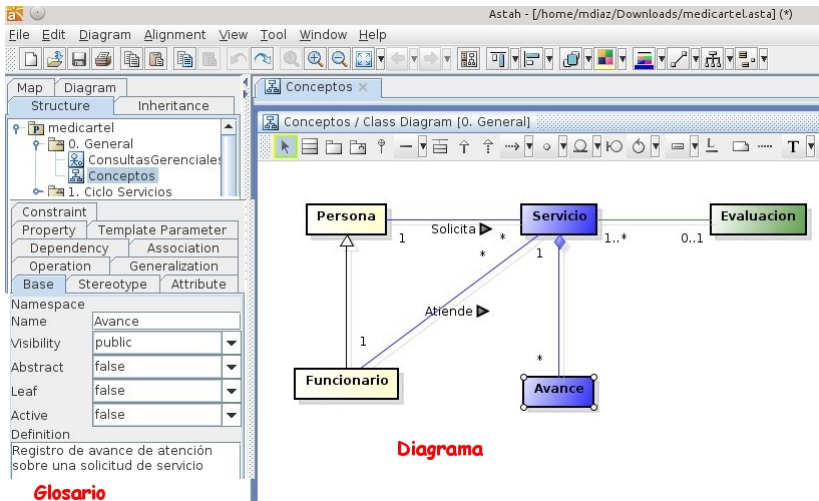 Astah - [/home/mdiaz/Downloads/medicartel.asta] (*)
File Edit Diagram Alignment View Tool Window Help
Map Diagram
Structure Inheritance
medicartel
0. General
ConsultasGerenciales
Conceptos
1. Ciclo Servicios
Constraint
Property Template Parameter
Dependency Association
Operation Generalization
Base Stereotype Attribute
Namespace
Name Avance
Visibility public
Abstract false
Leaf false
Active false
Definition
Registro de avance de atención
sobre una solicitud de servicio
Glosario
Conceptos
Conceptos / Class Diagram [0. General]
T
Persona Servicio Evaluacion
1 Solicita * 1..* 0..1
* 1
Atiende
1
*
Funcionario Avance
Diagrama